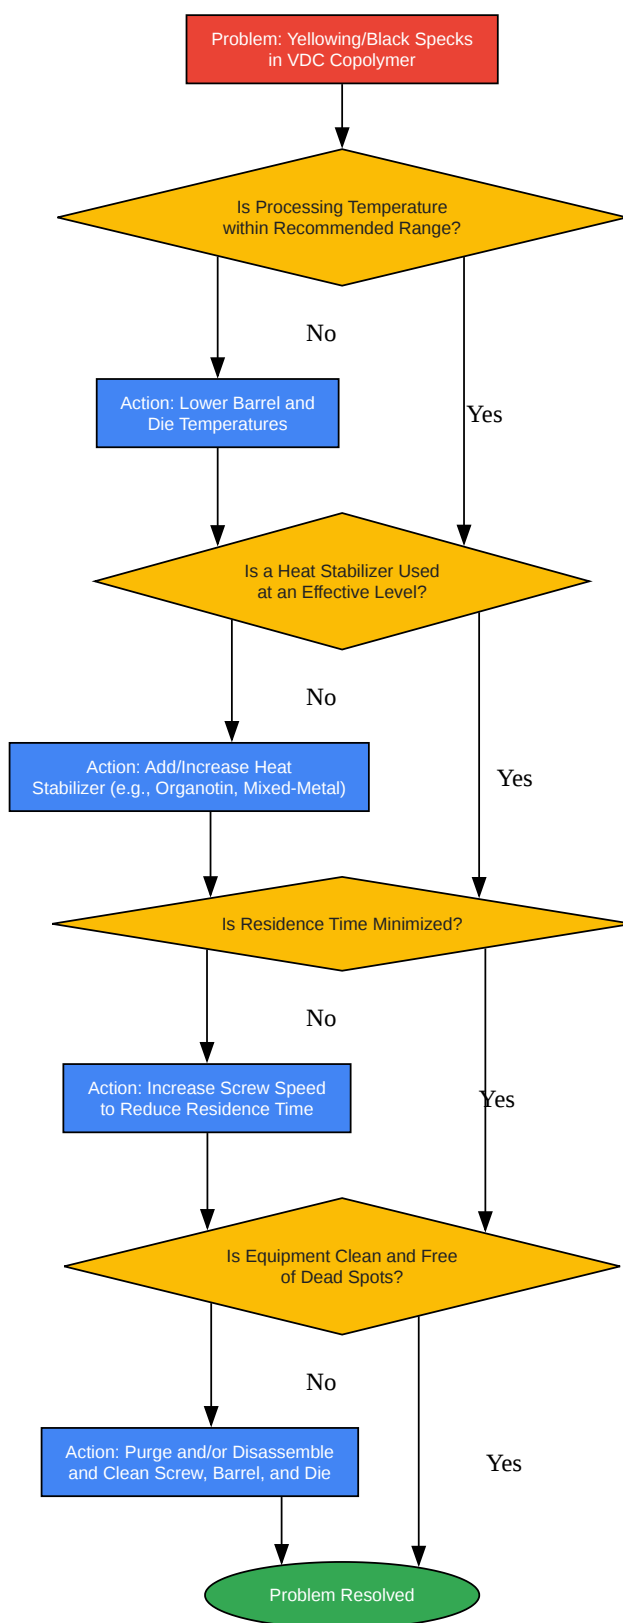 Problem: Yellowing/Black Specks
in VDC Copolymer
Is Processing Temperature
within Recommended Range?
No
Action: Lower Barrel and
Die Temperatures
Yes
Is a Heat Stabilizer Used
at an Effective Level?
No
Action: Add/Increase Heat
Stabilizer (e.g., Organotin, Mixed-Metal)
Yes
Is Residence Time Minimized?
No
Action: Increase Screw Speed
to Reduce Residence Time
Yes
Is Equipment Clean and Free
of Dead Spots?
No
Action: Purge and/or Disassemble
and Clean Screw, Barrel, and Die
Yes
Problem Resolved